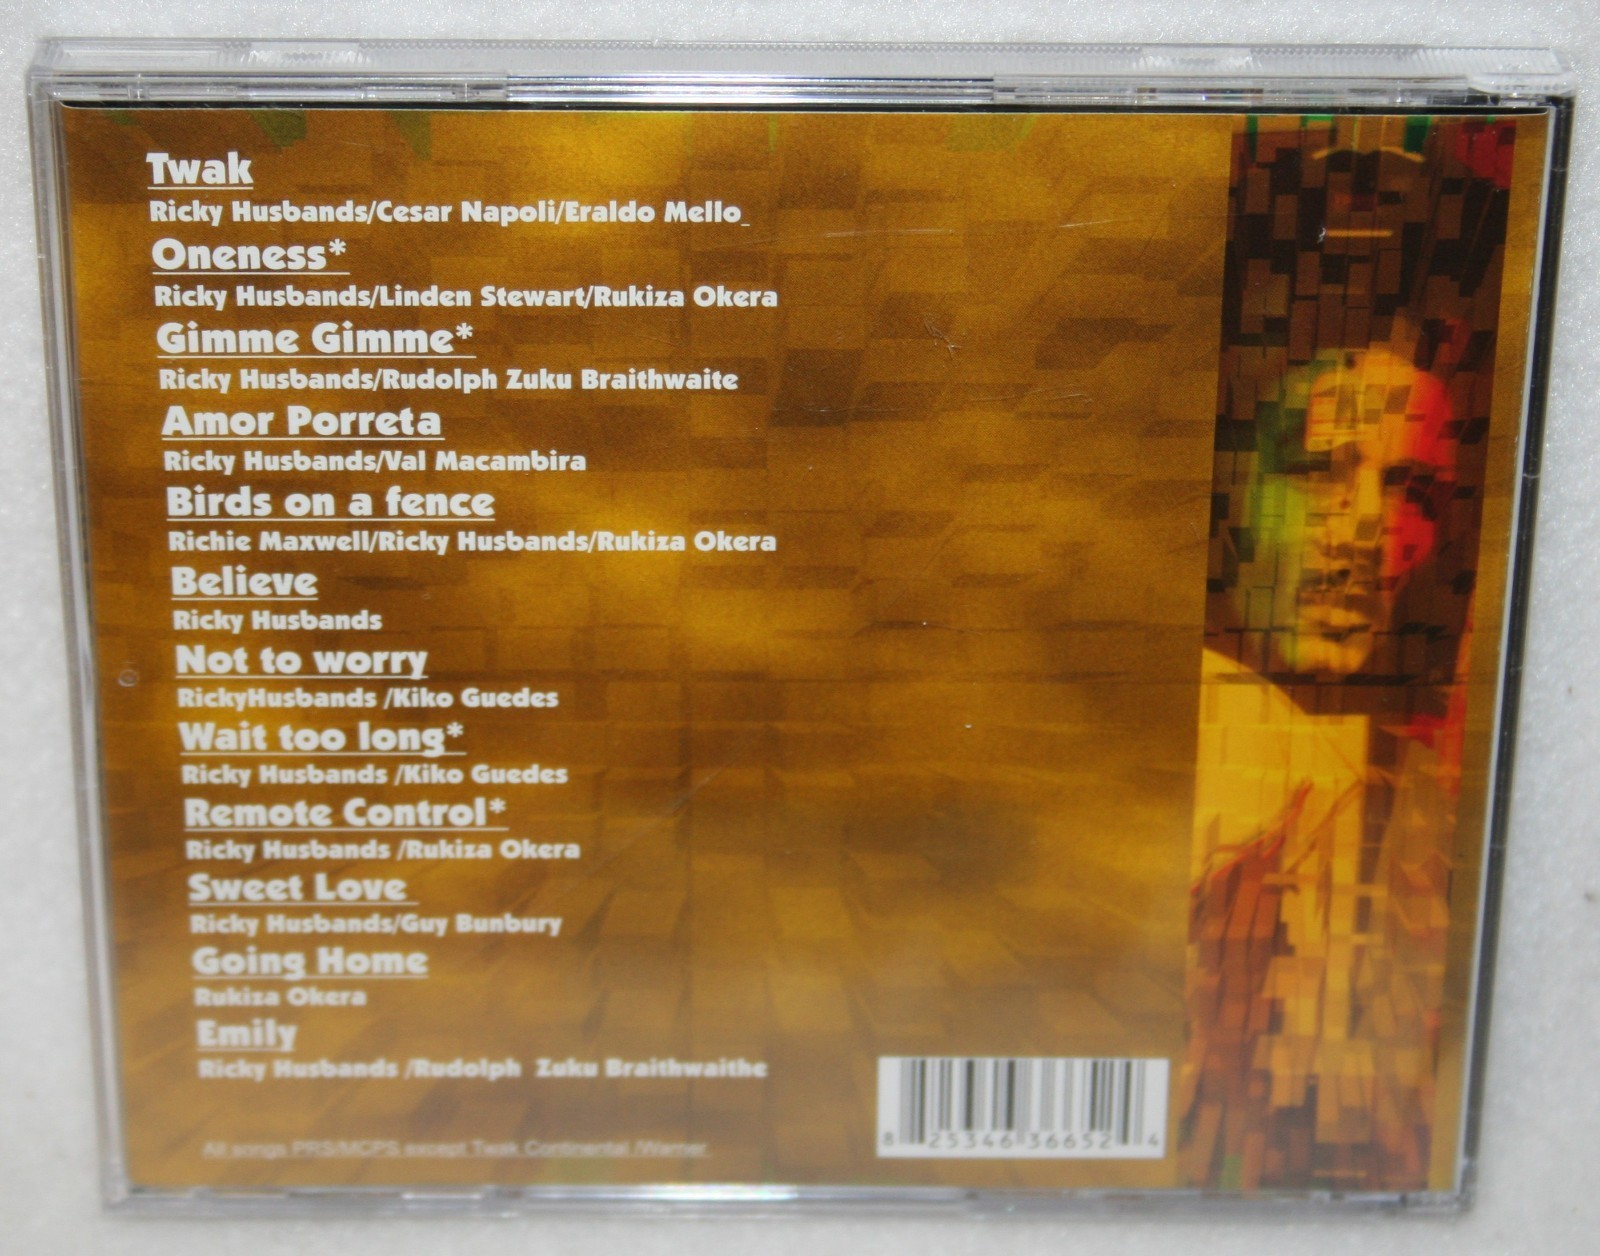 Twak
Ricky Husbands/Cesar Napoli/Eraldo Mello
Oneness*
Ricky Husbands/Linden Stewart/Rukiza Okera
Gimme Gimme*
Ricky Husbands/Rudolph Zuku Braithwaite
Amor Porreta
Ricky Husbands/Val Macambira
Birds on a fence
Richie Maxwell/Ricky Husbands/Rukiza Okera
Believe
Ricky Husbands
Not to worry
RickyHusbands /Kiko Guedes
Wait too long*
Ricky Husbands /Kiko Guedes
Remote Control*
Ricky Husbands /Rukiza Okera
Sweet Love
Ricky Husbands/Guy Bunbury
Going Home
Rukiza Okera
Emily
Ricky Husbands /Rudolph Zuku Braithwaithe
All songs PRS/MCPS except Twak Continental /Warner
8 25346 36652 4